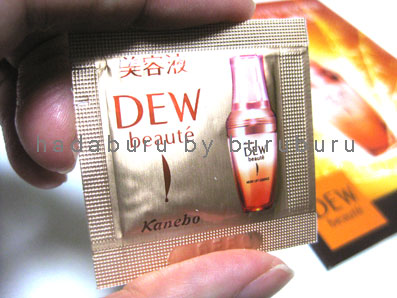 美容液
DEW
beauté
Kanebo
DEW
beauté
hadaburu by buruburu
DEW
beauté